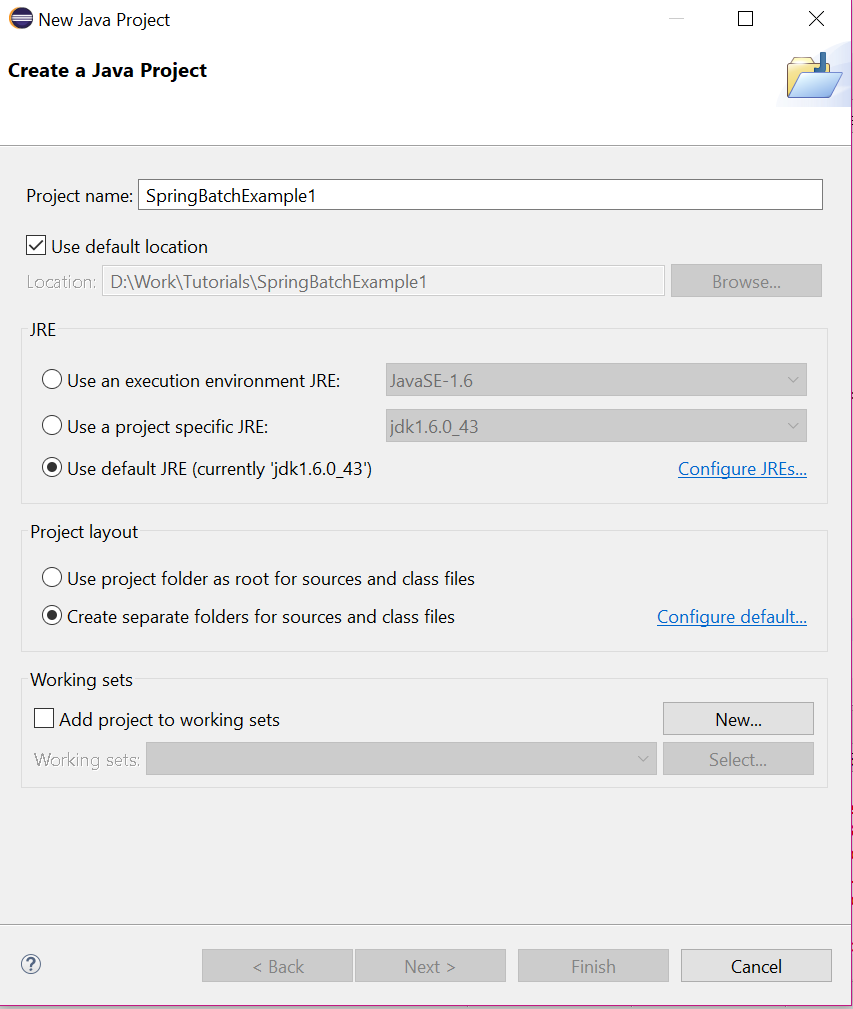 New Java Project
Create a Java Project
Project name: SpringBatchExample1
Use default location
Location: D:\Work\Tutorials\SpringBatchExample1 Browse...
JRE
Use an execution environment JRE: JavaSE-1.6
Use a project specific JRE: jdk1.6.0_43
Use default JRE (currently 'jdk1.6.0_43') Configure JREs...
Project layout
Use project folder as root for sources and class files
Create separate folders for sources and class files Configure default...
Working sets
Add project to working sets New...
Working sets: Select...
? < Back Next > Finish Cancel